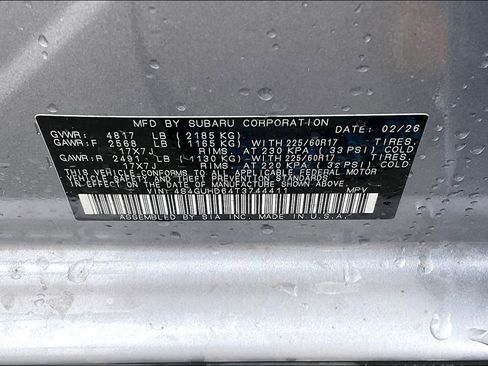 MFD BY SUBARU CORPORATION DATE: 02/26
GVWR: 4817 LB (2185 KG)
GAWR:F 2568 LB (1165 KG) WITH 225/60R17 TIRES,
17X7J RIMS, AT 230 KPA (33 PSI) COLD
GAWR:R 2491 LB (1130 KG) WITH 225/60R17 TIRES,
17X7J RIMS, AT 220 KPA (32 PSI) COLD
THIS VEHICLE CONFORMS TO ALL APPLICABLE FEDERAL MOTOR
VEHICLE SAFETY AND THEFT PREVENTION STANDARDS
IN EFFECT ON THE DATE OF MANUFACTURE SHOWN ABOVE.
VIN: 4S4GUHD64T3744411 MPV
ASSEMBLED BY SIA INC. MADE IN U.S.A.